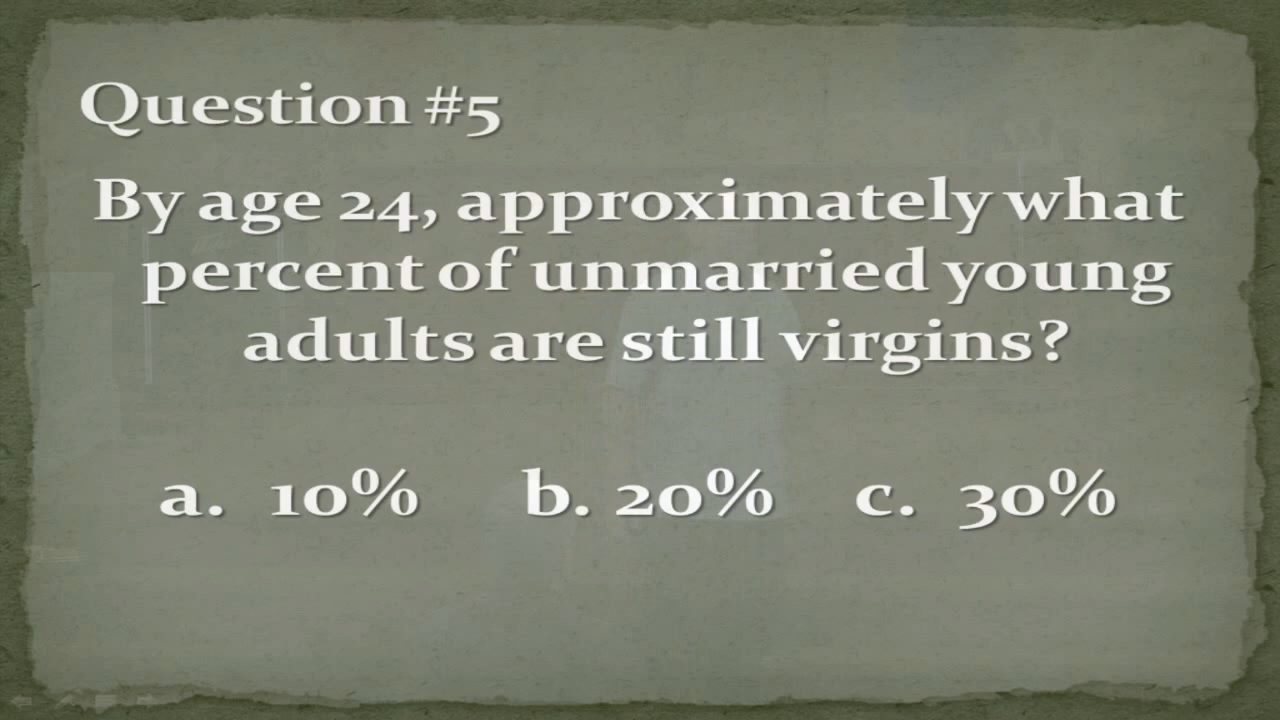 Question #5
By age 24, approximately what
percent of unmarried young
adults are still virgins?
a. 10% b. 20% c. 30%